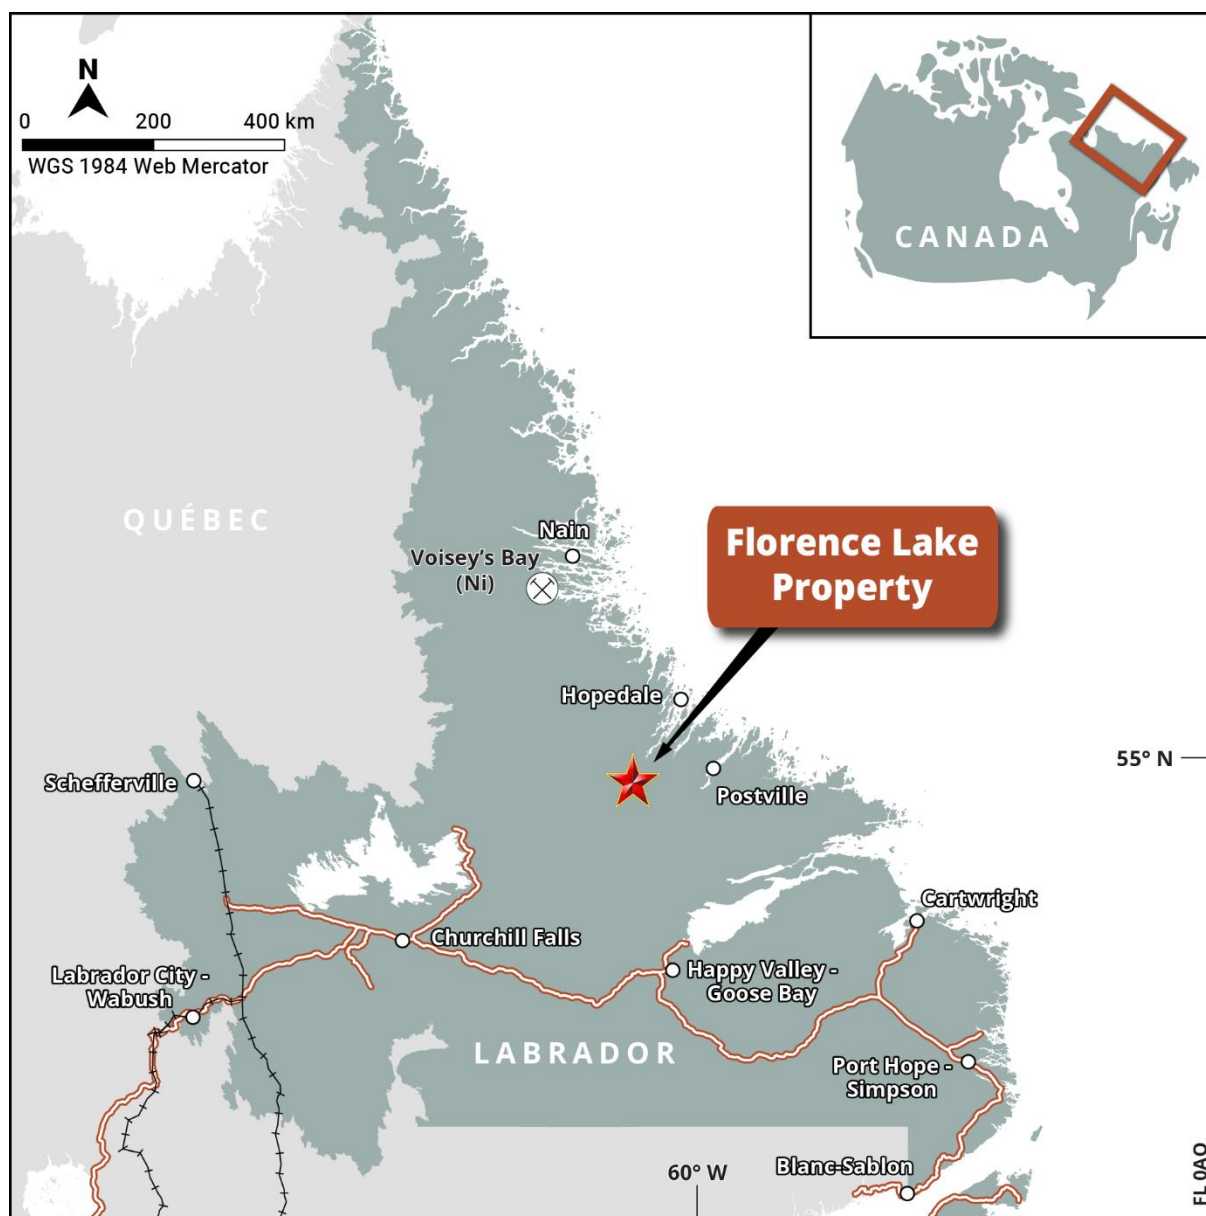 N
0 200 400 km
WGS 1984 Web Mercator
CANADA
QUÉBEC
Nain
Voisey's Bay
(Ni)
Florence Lake
Property
Hopedale
55° N
Schefferville
Postville
Cartwright
Churchill Falls
Labrador City -
Wabush
Happy Valley -
Goose Bay
LABRADOR
Port Hope -
Simpson
60° W
Blanc-Sablon
FL 0AO